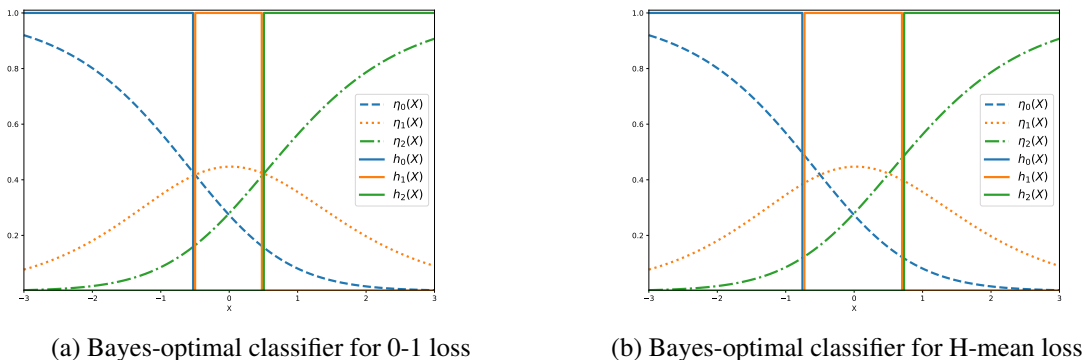 1.0
0.8
0.6
0.4
0.2
−3 −2 −1 0 1 2 3
X
η₀(X)
η₁(X)
η₂(X)
h₀(X)
h₁(X)
h₂(X)
(a) Bayes-optimal classifier for 0-1 loss
1.0
0.8
0.6
0.4
0.2
−3 −2 −1 0 1 2 3
X
η₀(X)
η₁(X)
η₂(X)
h₀(X)
h₁(X)
h₂(X)
(b) Bayes-optimal classifier for H-mean loss